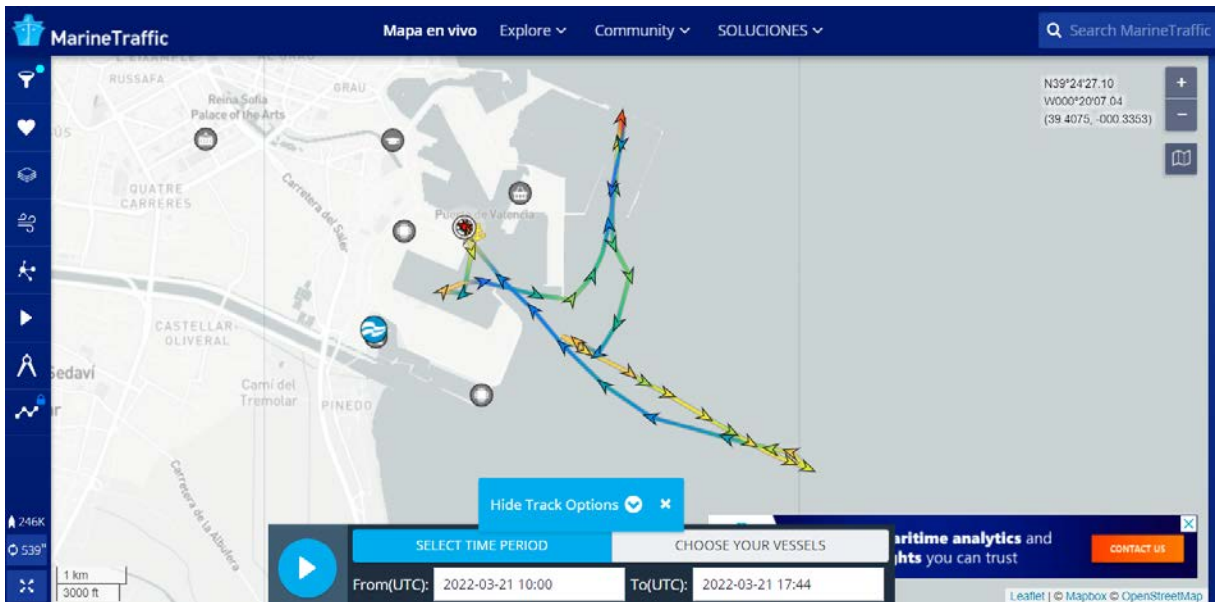 MarineTraffic
Mapa en vivo
Explore
Community
SOLUCIONES
Search MarineTraffic
N39°24'27.10
W000°20'07.04
(39.4075, -000.3353)
+
−
RUSSAFA
GRAU
Reina Sofia
Palace of the Arts
QUATRE
CARRERES
Carretera del Saler
Puerto de Valencia
CASTELLAR-
OLIVERAL
Sedaví
Camí del
Tremolar
PINEDO
Carretera de la Albufera
246K
539"
1 km
3000 ft
Hide Track Options
×
SELECT TIME PERIOD
CHOOSE YOUR VESSELS
From(UTC): 2022-03-21 10:00
To(UTC): 2022-03-21 17:44
aritime analytics and
hts you can trust
CONTACT US
Leaflet | © Mapbox © OpenStreetMap